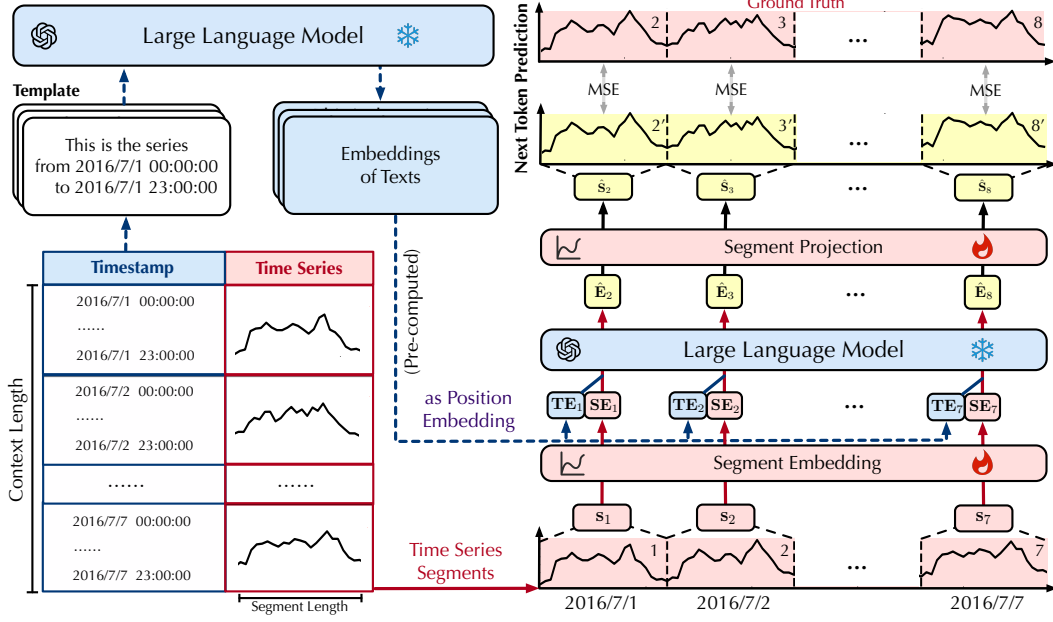 Large Language Model
Template
This is the series
from 2016/7/1 00:00:00
to 2016/7/1 23:00:00
Embeddings
of Texts
(Pre-computed)
Timestamp
Time Series
2016/7/1 00:00:00
......
2016/7/1 23:00:00
2016/7/2 00:00:00
......
2016/7/2 23:00:00
......
......
2016/7/7 00:00:00
......
2016/7/7 23:00:00
Context Length
Segment Length
Time Series
Segments
as Position
Embedding
Ground Truth
Next Token Prediction
2
3
...
8
MSE
MSE
MSE
2′
3′
...
8′
ŝ2
ŝ3
...
ŝ8
Segment Projection
Ê2
Ê3
...
Ê8
Large Language Model
TE1
SE1
TE2
SE2
...
TE7
SE7
Segment Embedding
s1
s2
s7
1
2
...
7
2016/7/1
2016/7/2
2016/7/7